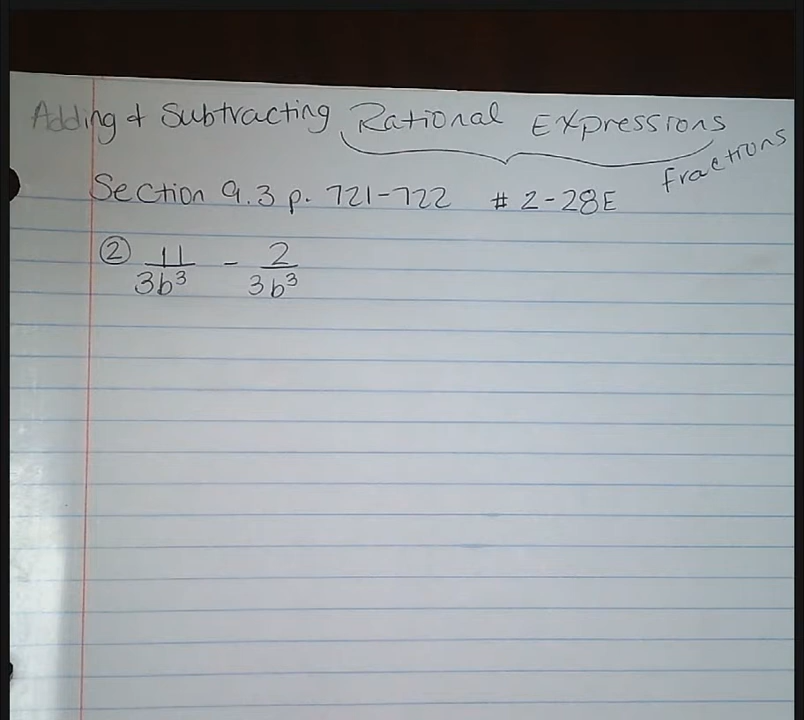 Adding & Subtracting Rational Expressions
fractions
Section 9.3 p. 721-722 # 2-28E
② 11/3b³ - 2/3b³